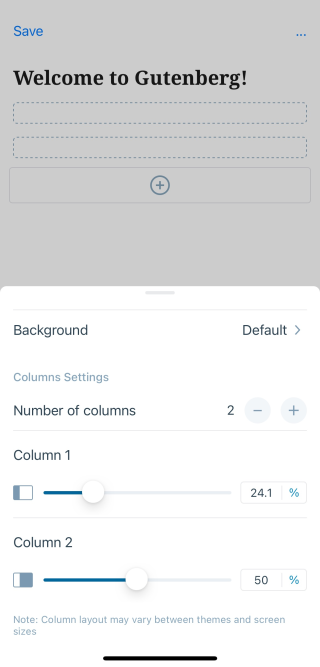 Save
...
Welcome to Gutenberg!
Background Default
Columns Settings
Number of columns 2
Column 1
24.1 %
Column 2
50 %
Note: Column layout may vary between themes and screen
sizes